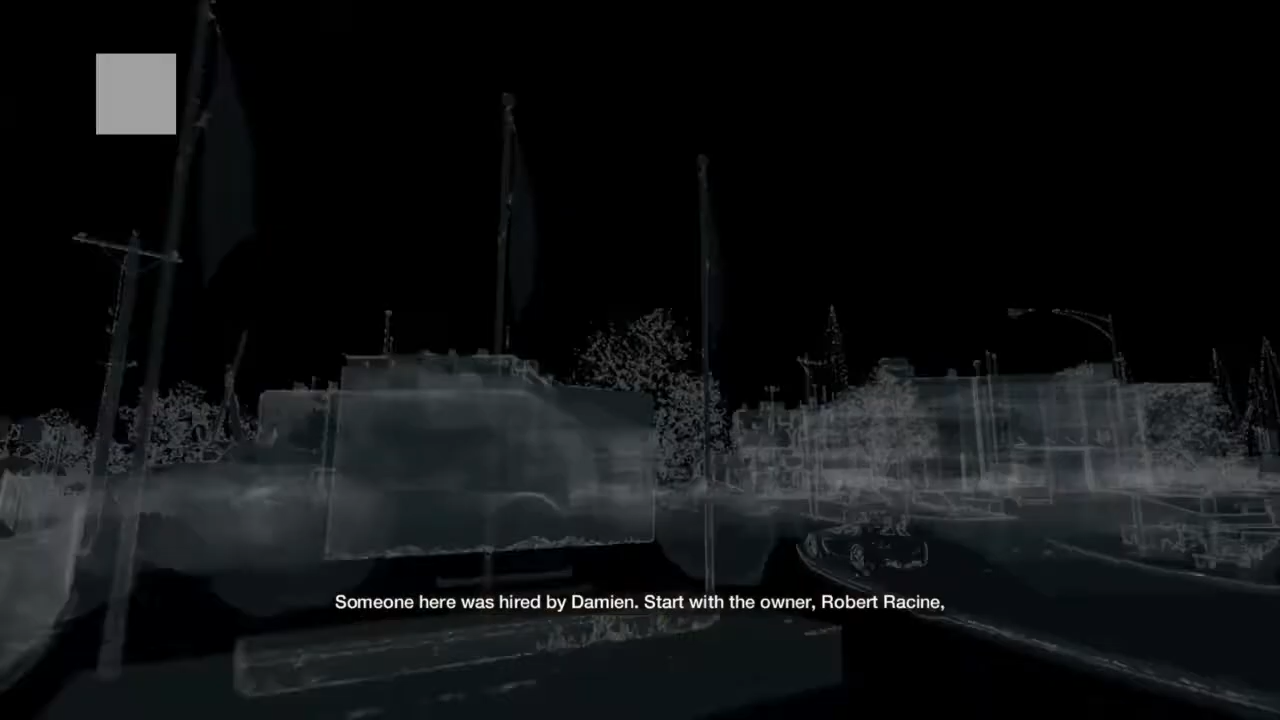 Someone here was hired by Damien. Start with the owner, Robert Racine,